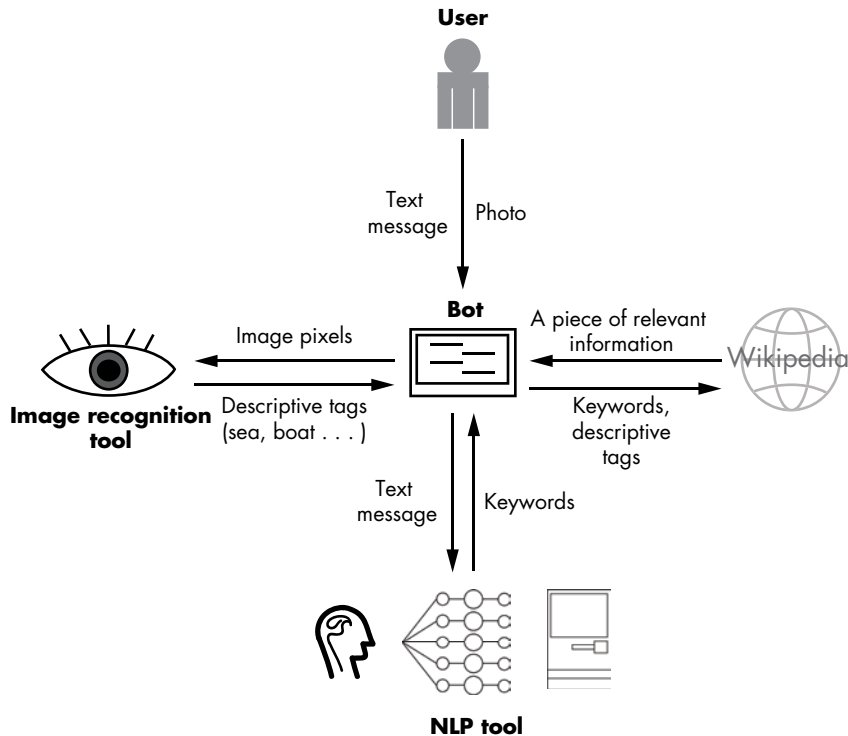 User
Text
message
Photo
Bot
Image pixels
A piece of relevant
information
Wikipedia
Image recognition
tool
Descriptive tags
(sea, boat . . . )
Keywords,
descriptive
tags
Text
message
Keywords
NLP tool